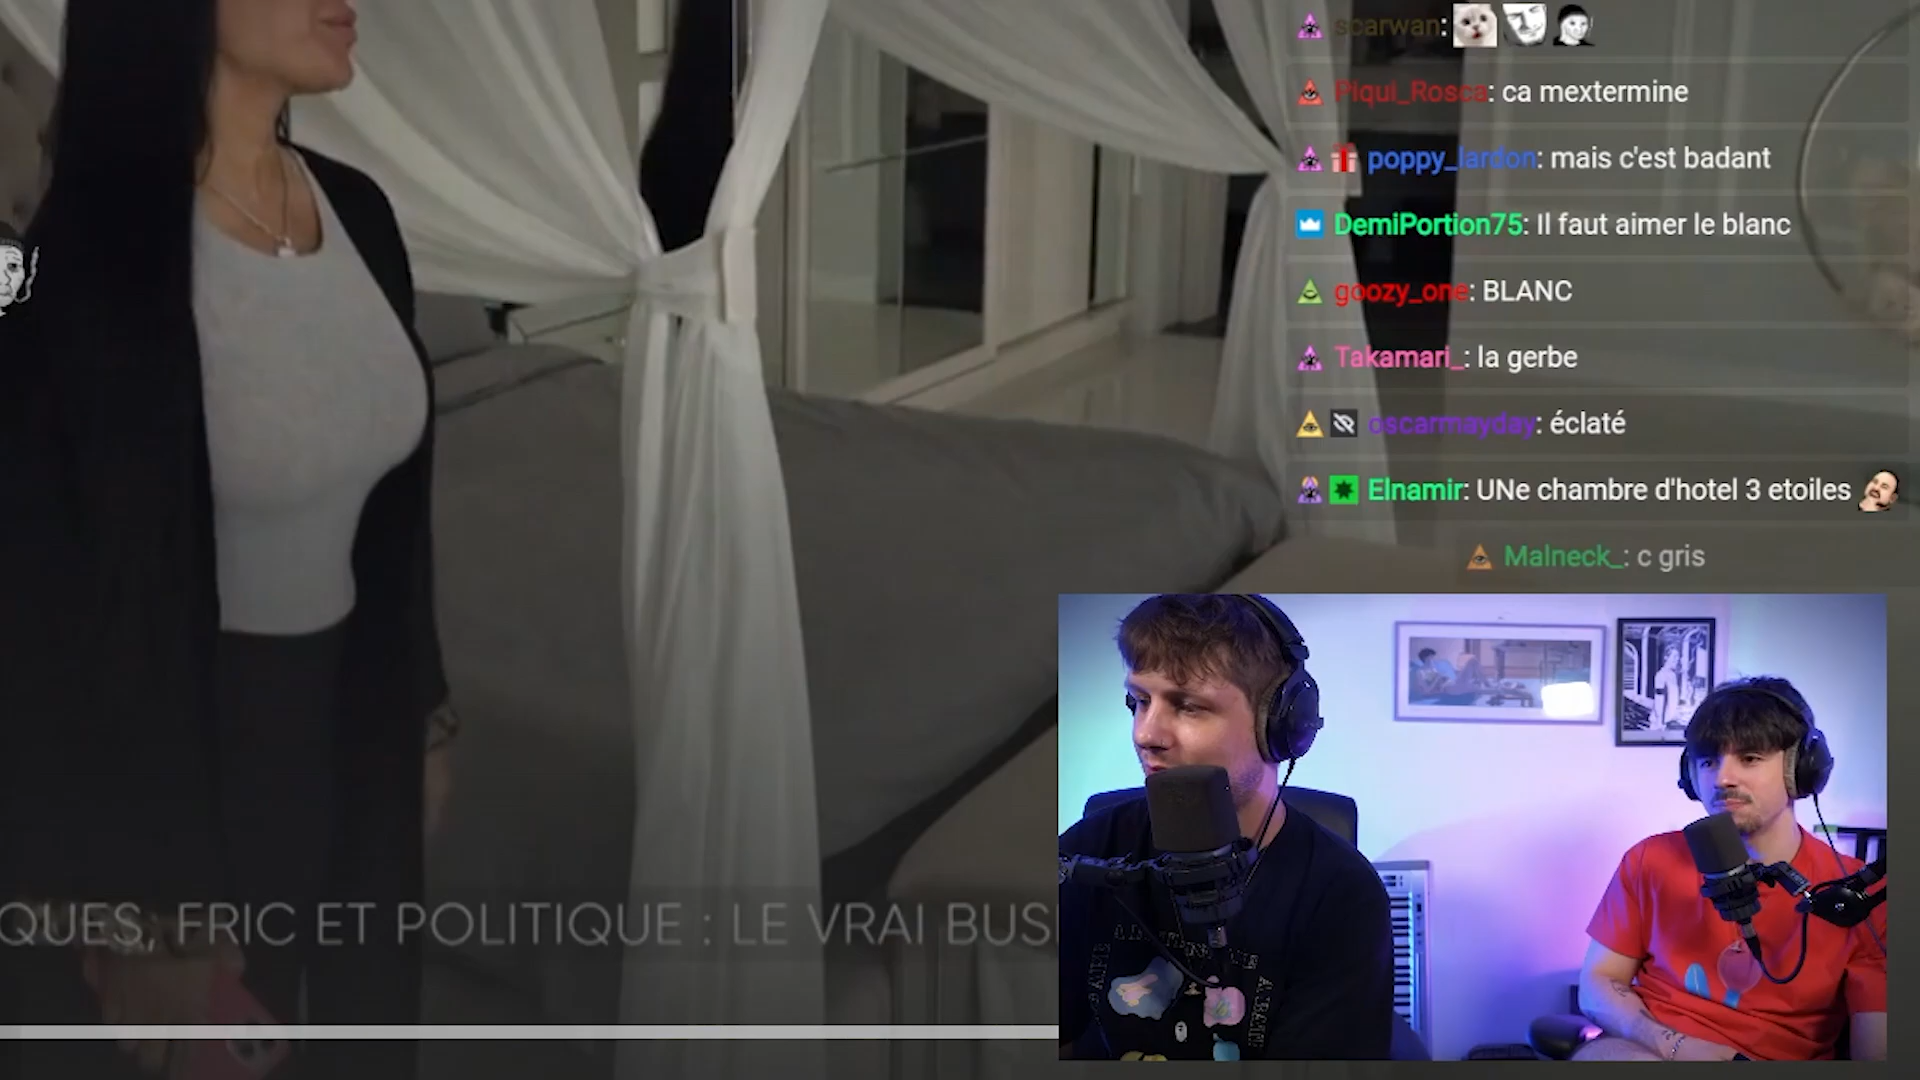 scarwan:
Piqui_Rosca: ca mextermine
poppy_lardon: mais c'est badant
DemiPortion75: Il faut aimer le blanc
goozy_one: BLANC
Takamari_: la gerbe
oscarmayday: éclaté
Elnamir: UNe chambre d'hotel 3 etoiles
Malneck_: c gris
QUES, FRIC ET POLITIQUE : LE VRAI BUSI